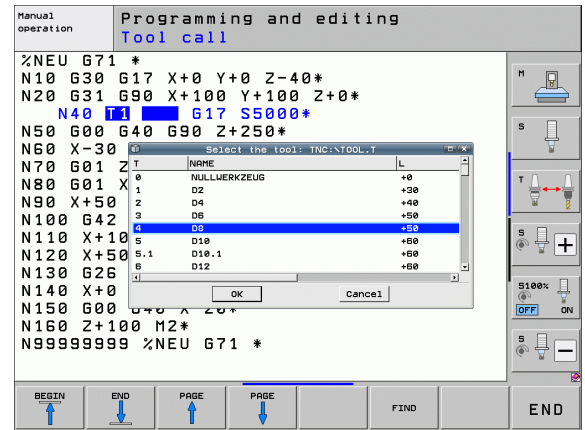 Manual
operation
Programming and editing
Tool call
%NEU G71 *
N10 G30 G17 X+0 Y+0 Z-40*
N20 G31 G90 X+100 Y+100 Z+0*
N40 T1 G17 S5000*
N50 G00 G40 G90 Z+250*
N60 X-30
N70 G01 Z
N80 G01 X
N90 X+50
N100 G42
N110 X+10
N120 X+50
N130 G26
N140 X+0
N150 G00 G40 X
N160 Z+100 M2*
N99999999 %NEU G71 *
Select the tool: TNC:\TOOL.T
T NAME L
0 NULLWERKZEUG +0
1 D2 +30
2 D4 +40
3 D6 +50
4 D8 +50
5 D10 +60
5.1 D10.1 +60
6 D12 +60
OK Cancel
M
S
T
S
+
S100%
OFF ON
S
-
BEGIN END PAGE PAGE FIND END